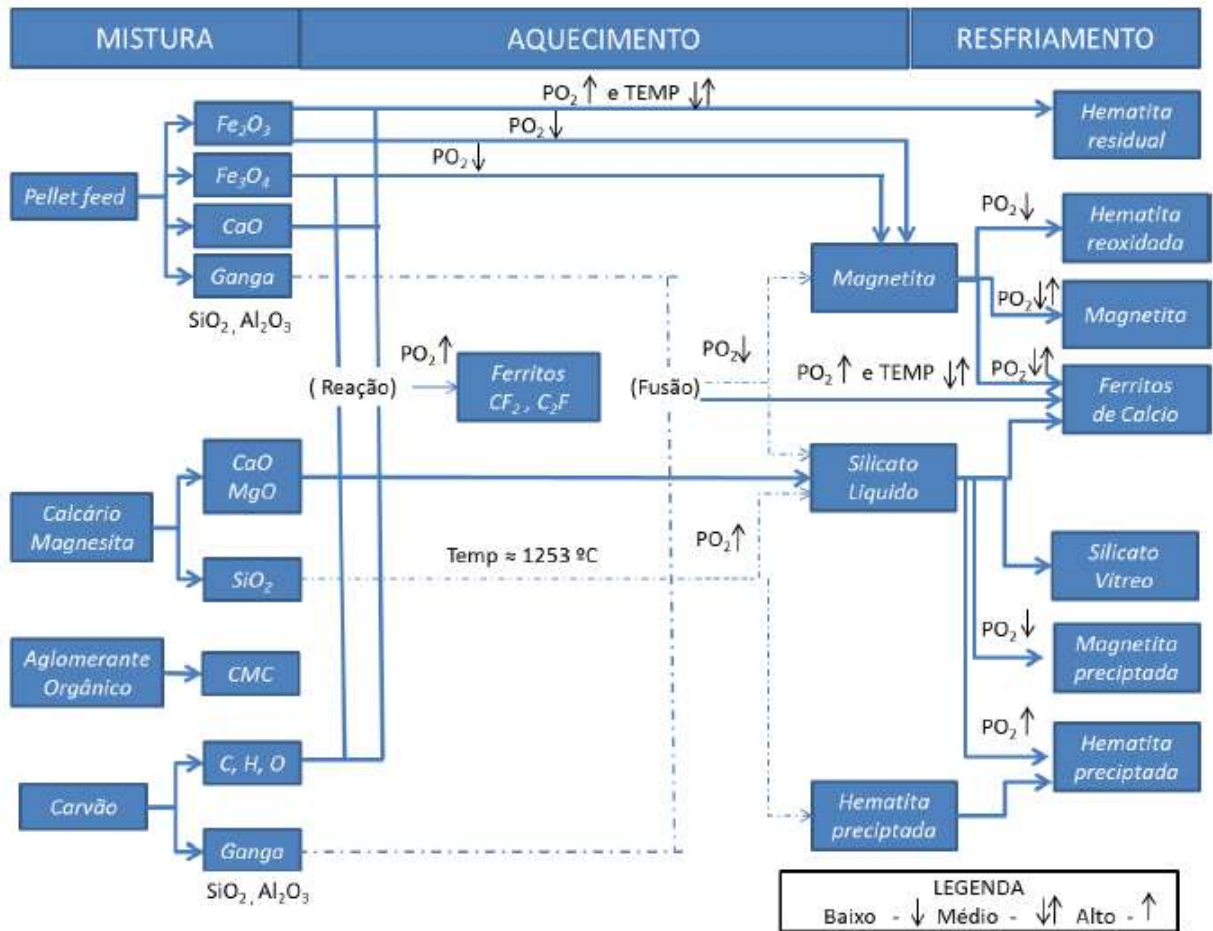 MISTURA
AQUECIMENTO
RESFRIAMENTO
PO₂ ↑ e TEMP ↓↑
Fe₂O₃
PO₂ ↓
Hematita
residual
PO₂ ↓
Pellet feed
Fe₃O₄
CaO
PO₂ ↓
Hematita
reoxidada
Ganga
Magnetita
SiO₂, Al₂O₃
PO₂ ↓↑
Magnetita
PO₂ ↑
PO₂ ↓
PO₂ ↑ e TEMP ↓↑
PO₂ ↓↑
( Reação)
Ferritos
CF₂ , C₂F
(Fusão)
Ferritos
de Calcio
CaO
MgO
Silicato
Líquido
Calcário
Magnesita
PO₂ ↑
Temp ≈ 1253 ºC
SiO₂
Silicato
Vítreo
Aglomerante
Orgânico
CMC
PO₂ ↓
Magnetita
preciptada
PO₂ ↑
C, H, O
Hematita
preciptada
Carvão
Hematita
preciptada
Ganga
SiO₂, Al₂O₃
LEGENDA
Baixo - ↓ Médio - ↓↑ Alto - ↑